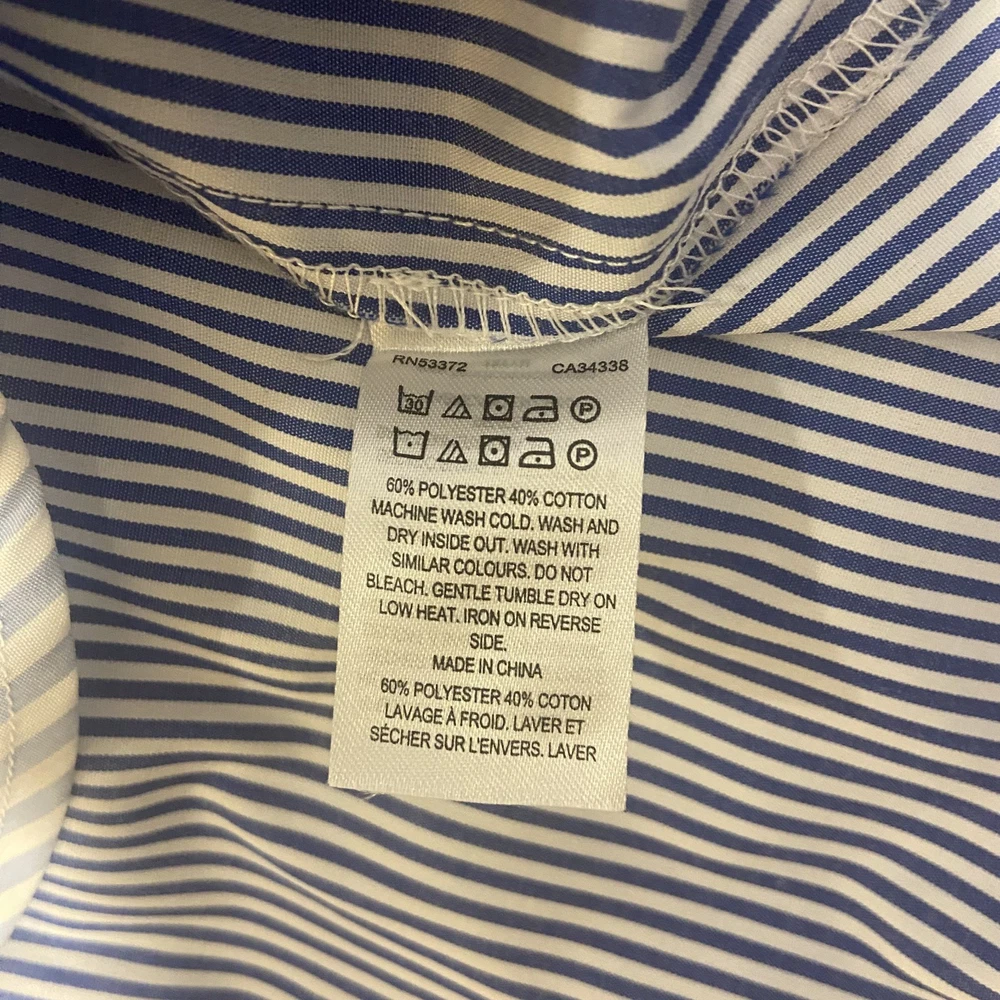 RN53372 CA34338
30 P
P
60% POLYESTER 40% COTTON
MACHINE WASH COLD. WASH AND
DRY INSIDE OUT. WASH WITH
SIMILAR COLOURS. DO NOT
BLEACH. GENTLE TUMBLE DRY ON
LOW HEAT. IRON ON REVERSE
SIDE.
MADE IN CHINA
60% POLYESTER 40% COTON
LAVAGE À FROID. LAVER ET
SÉCHER SUR L'ENVERS. LAVER